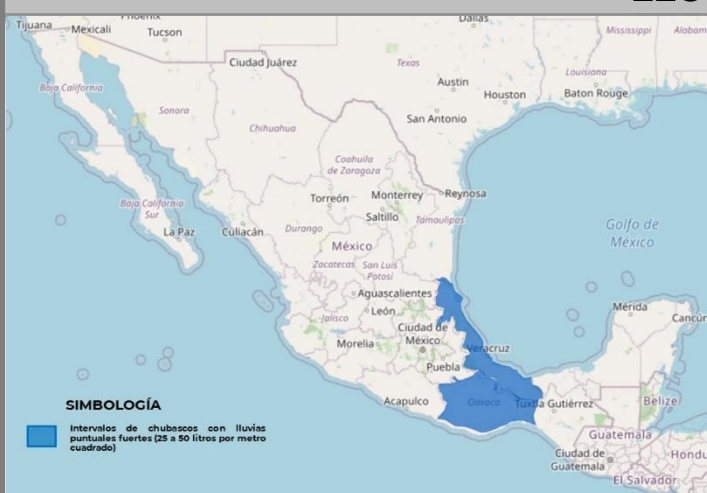 Phoenix
Dallas
Tijuana
Mexicali
Tucson
Mississippi
Alabam
Ciudad Juárez
Texas
Louisiana
Austin
Baja California
Houston
Baton Rouge
Sonora
San Antonio
Chihuahua
Coahuila
de Zaragoza
Torreón
Monterrey
Reynosa
Baja California
Sur
Saltillo
Tamaulipas
La Paz
Culiacán
Durango
Golfo de
México
México
Zacatecas
San Luis
Potosí
Aguascalientes
Mérida
Jalisco
León
Cancún
Ciudad de
México
Morelia
Veracruz
Puebla
Acapulco
Oaxaca
Tuxtla Gutiérrez
Belize
SIMBOLOGÍA
Intervalos de chubascos con lluvias
puntuales fuertes (25 a 50 litros por metro
cuadrado)
Guatemala
Ciudad de
Guatemala
Hondu
El Salvador